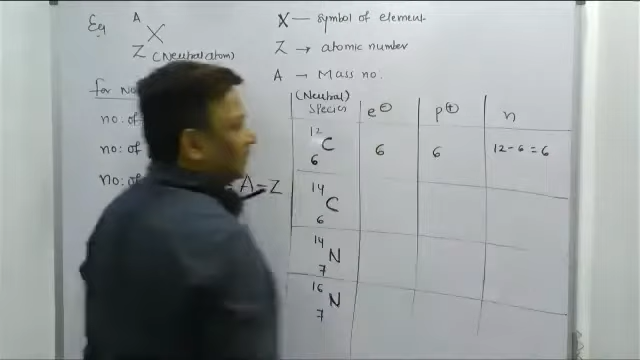 Eg
A
X
Z (Neutral atom)
X — symbol of element
Z → atomic number
A → Mass no.
for
no: of
no: of
no: of = A - Z
(Neutral)
Species e⊖ p⊕ n
12
C 6 6 12 - 6 = 6
6
14
C
6
14
N
7
16
N
7